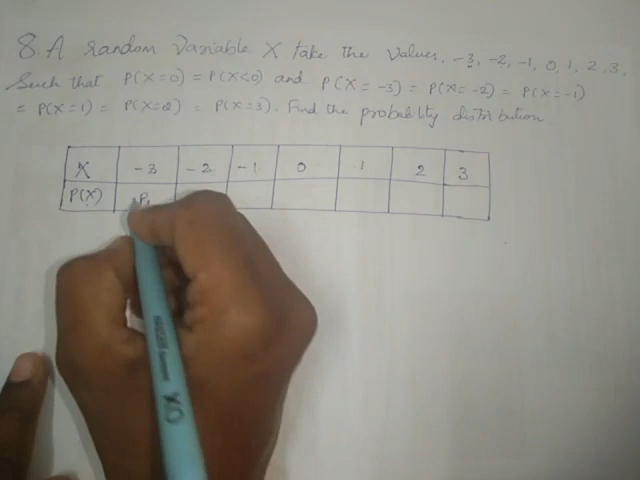 8. A random variable X take the values, -3, -2, -1, 0, 1, 2, 3,
Such that P(X=0) = P(X<0) and P(X=-3) = P(X=-2) = P(X=-1)
= P(X=1) = P(X=2) = P(X=3). Find the probability distribution
X -3 -2 -1 0 1 2 3
P(X) P₁
XO